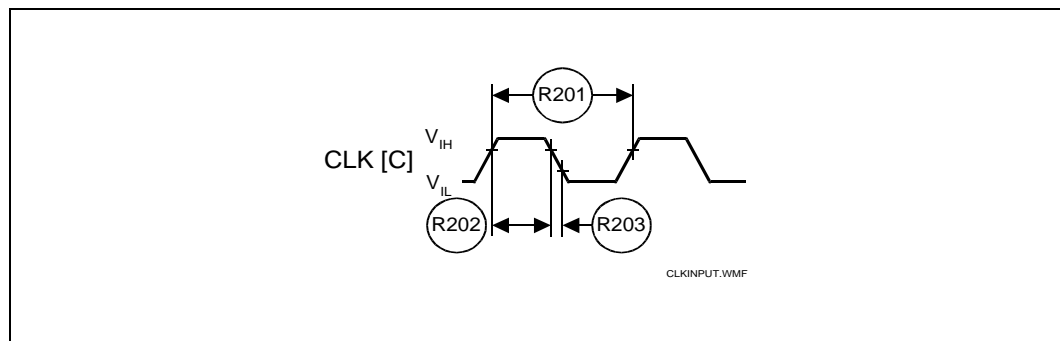 R201
V_IH
CLK [C]
V_IL
R202
R203
CLKINPUT.WMF